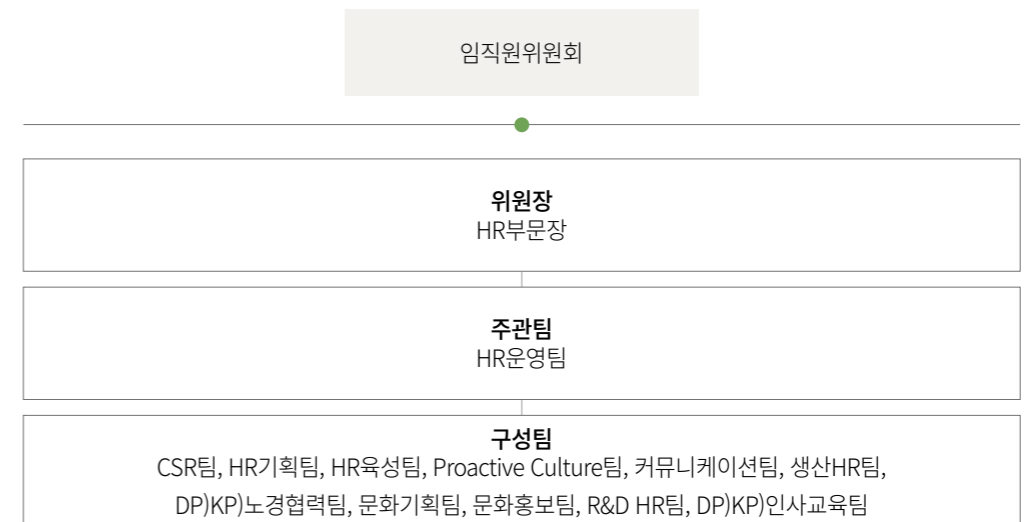 임직원위원회
위원장
HR부문장
주관팀
HR운영팀
구성팀
CSR팀, HR기획팀, HR육성팀, Proactive Culture팀, 커뮤니케이션팀, 생산HR팀,
DP)KP)노경협력팀, 문화기획팀, 문화홍보팀, R&D HR팀, DP)KP)인사교육팀